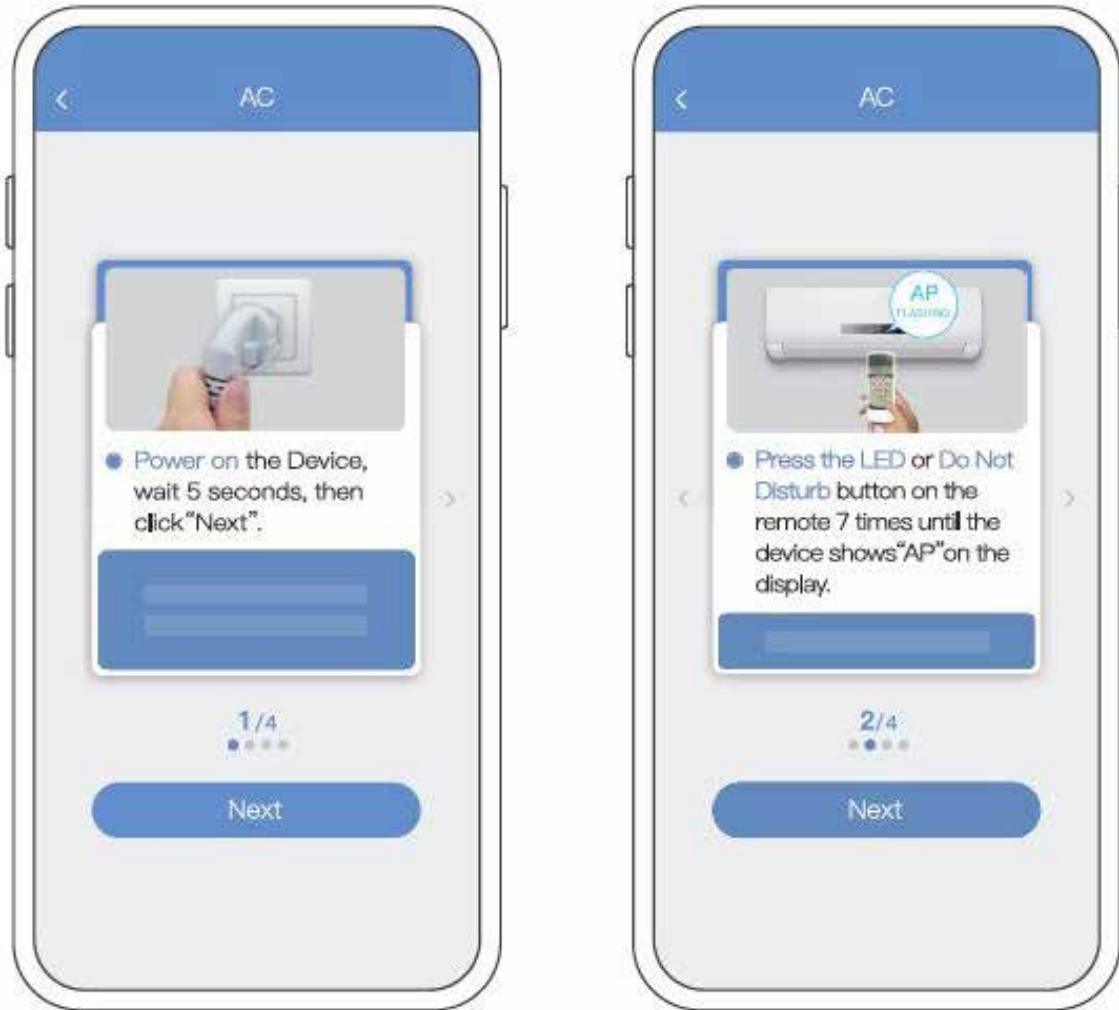 AC
Power on the Device,
wait 5 seconds, then
click“Next”.
1/4
Next
AC
AP
FLASHING
Press the LED or Do Not
Disturb button on the
remote 7 times until the
device shows“AP”on the
display.
2/4
Next